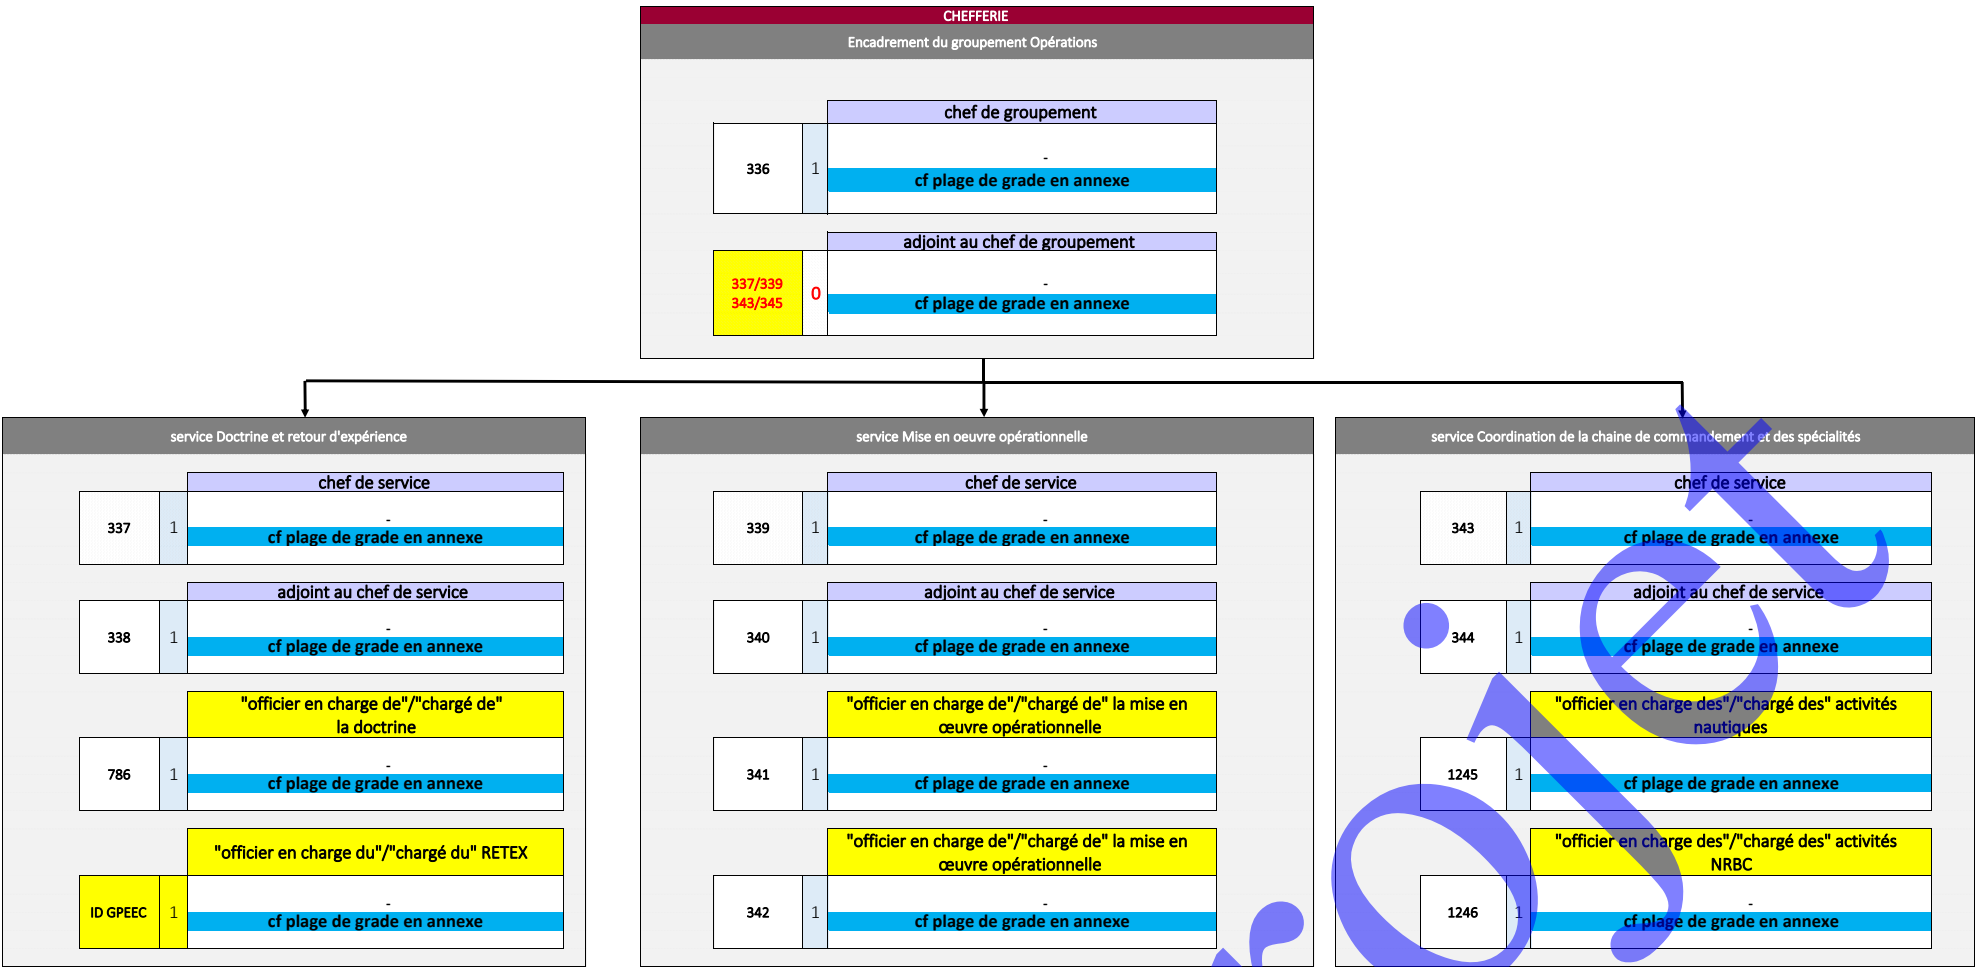 CHEFFERIE
Encadrement du groupement Opérations
chef de groupement
336
1
-
cf plage de grade en annexe
adjoint au chef de groupement
337/339
343/345
0
-
cf plage de grade en annexe
service Doctrine et retour d'expérience
chef de service
337
1
-
cf plage de grade en annexe
adjoint au chef de service
338
1
-
cf plage de grade en annexe
"officier en charge de"/"chargé de"
la doctrine
786
1
-
cf plage de grade en annexe
"officier en charge du"/"chargé du" RETEX
ID GPEEC
1
-
cf plage de grade en annexe
service Mise en oeuvre opérationnelle
chef de service
339
1
-
cf plage de grade en annexe
adjoint au chef de service
340
1
-
cf plage de grade en annexe
"officier en charge de"/"chargé de" la mise en
œuvre opérationnelle
341
1
-
cf plage de grade en annexe
"officier en charge de"/"chargé de" la mise en
œuvre opérationnelle
342
1
-
cf plage de grade en annexe
service Coordination de la chaine de commandement et des spécialités
chef de service
343
1
-
cf plage de grade en annexe
adjoint au chef de service
344
1
-
cf plage de grade en annexe
"officier en charge des"/"chargé des" activités
nautiques
1245
1
-
cf plage de grade en annexe
"officier en charge des"/"chargé des" activités
NRBC
1246
1
-
cf plage de grade en annexe
rojet